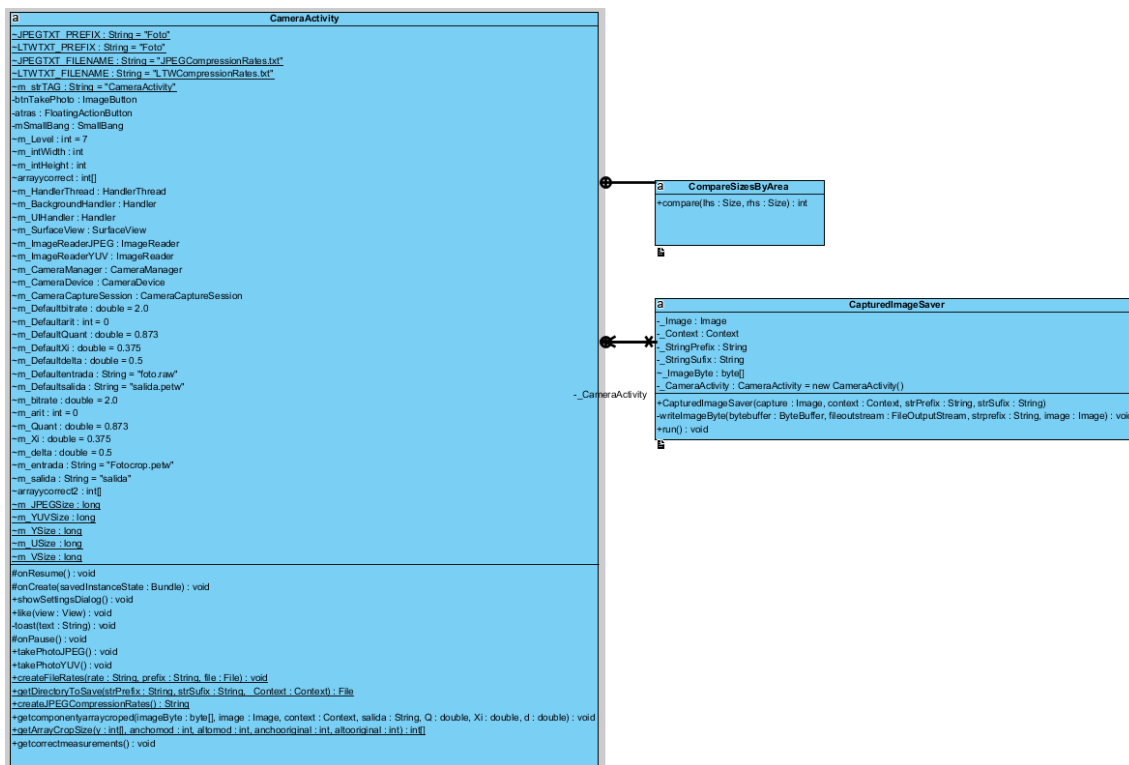 a
CameraActivity
~JPEGTXT_PREFIX : String = "Foto"
~LTWTXT_PREFIX : String = "Foto"
~JPEGTXT_FILENAME : String = "JPEGCompressionRates.txt"
~LTWTXT_FILENAME : String = "LTWCompressionRates.txt"
~m_strTAG : String = "CameraActivity"
-btnTakePhoto : ImageButton
-atras : FloatingActionButton
-mSmallBang : SmallBang
~m_Level : int = 7
~m_intWidth : int
~m_intHeight : int
~arrayycorrect : int[]
~m_HandlerThread : HandlerThread
~m_BackgroundHandler : Handler
~m_UIHandler : Handler
~m_SurfaceView : SurfaceView
~m_ImageReaderJPEG : ImageReader
~m_ImageReaderYUV : ImageReader
~m_CameraManager : CameraManager
~m_CameraDevice : CameraDevice
~m_CameraCaptureSession : CameraCaptureSession
~m_Defaultbitrate : double = 2.0
~m_Defaultarit : int = 0
~m_DefaultQuant : double = 0.873
~m_DefaultXi : double = 0.375
~m_Defaultdelta : double = 0.5
~m_Defaultentrada : String = "foto.raw"
~m_Defaultsalida : String = "salida.petw"
~m_bitrate : double = 2.0
~m_arit : int = 0
~m_Quant : double = 0.873
~m_Xi : double = 0.375
~m_delta : double = 0.5
~m_entrada : String = "Fotocrop.petw"
~m_salida : String = "salida"
~arrayycorrect2 : int[]
~m_JPEGSize : long
~m_YUVSize : long
~m_YSize : long
~m_USize : long
~m_VSize : long
#onResume() : void
#onCreate(savedInstanceState : Bundle) : void
+showSettingsDialog() : void
+like(view : View) : void
-toast(text : String) : void
#onPause() : void
+takePhotoJPEG() : void
+takePhotoYUV() : void
+createFileRates(rate : String, prefix : String, file : File) : void
+getDirectoryToSave(strPrefix : String, strSufix : String, _Context : Context) : File
+createJPEGCompressionRates() : String
+getcomponentyarraycroped(imageByte : byte[], image : Image, context : Context, salida : String, Q : double, Xi : double, d : double) : void
+getArrayCropSize(y : int[], anchomod : int, altomod : int, anchooriginal : int, altooriginal : int) : int[]
+getcorrectmeasurements() : void
a
CompareSizesByArea
+compare(lhs : Size, rhs : Size) : int
-_CameraActivity
a
CapturedImageSaver
-_Image : Image
-_Context : Context
-_StringPrefix : String
-_StringSufix : String
~_ImageByte : byte[]
-_CameraActivity : CameraActivity = new CameraActivity()
+CapturedImageSaver(capture : Image, context : Context, strPrefix : String, strSufix : String)
-writeImageByte(bytebuffer : ByteBuffer, fileoutstream : FileOutputStream, strprefix : String, image : Image) : voi
+run() : void